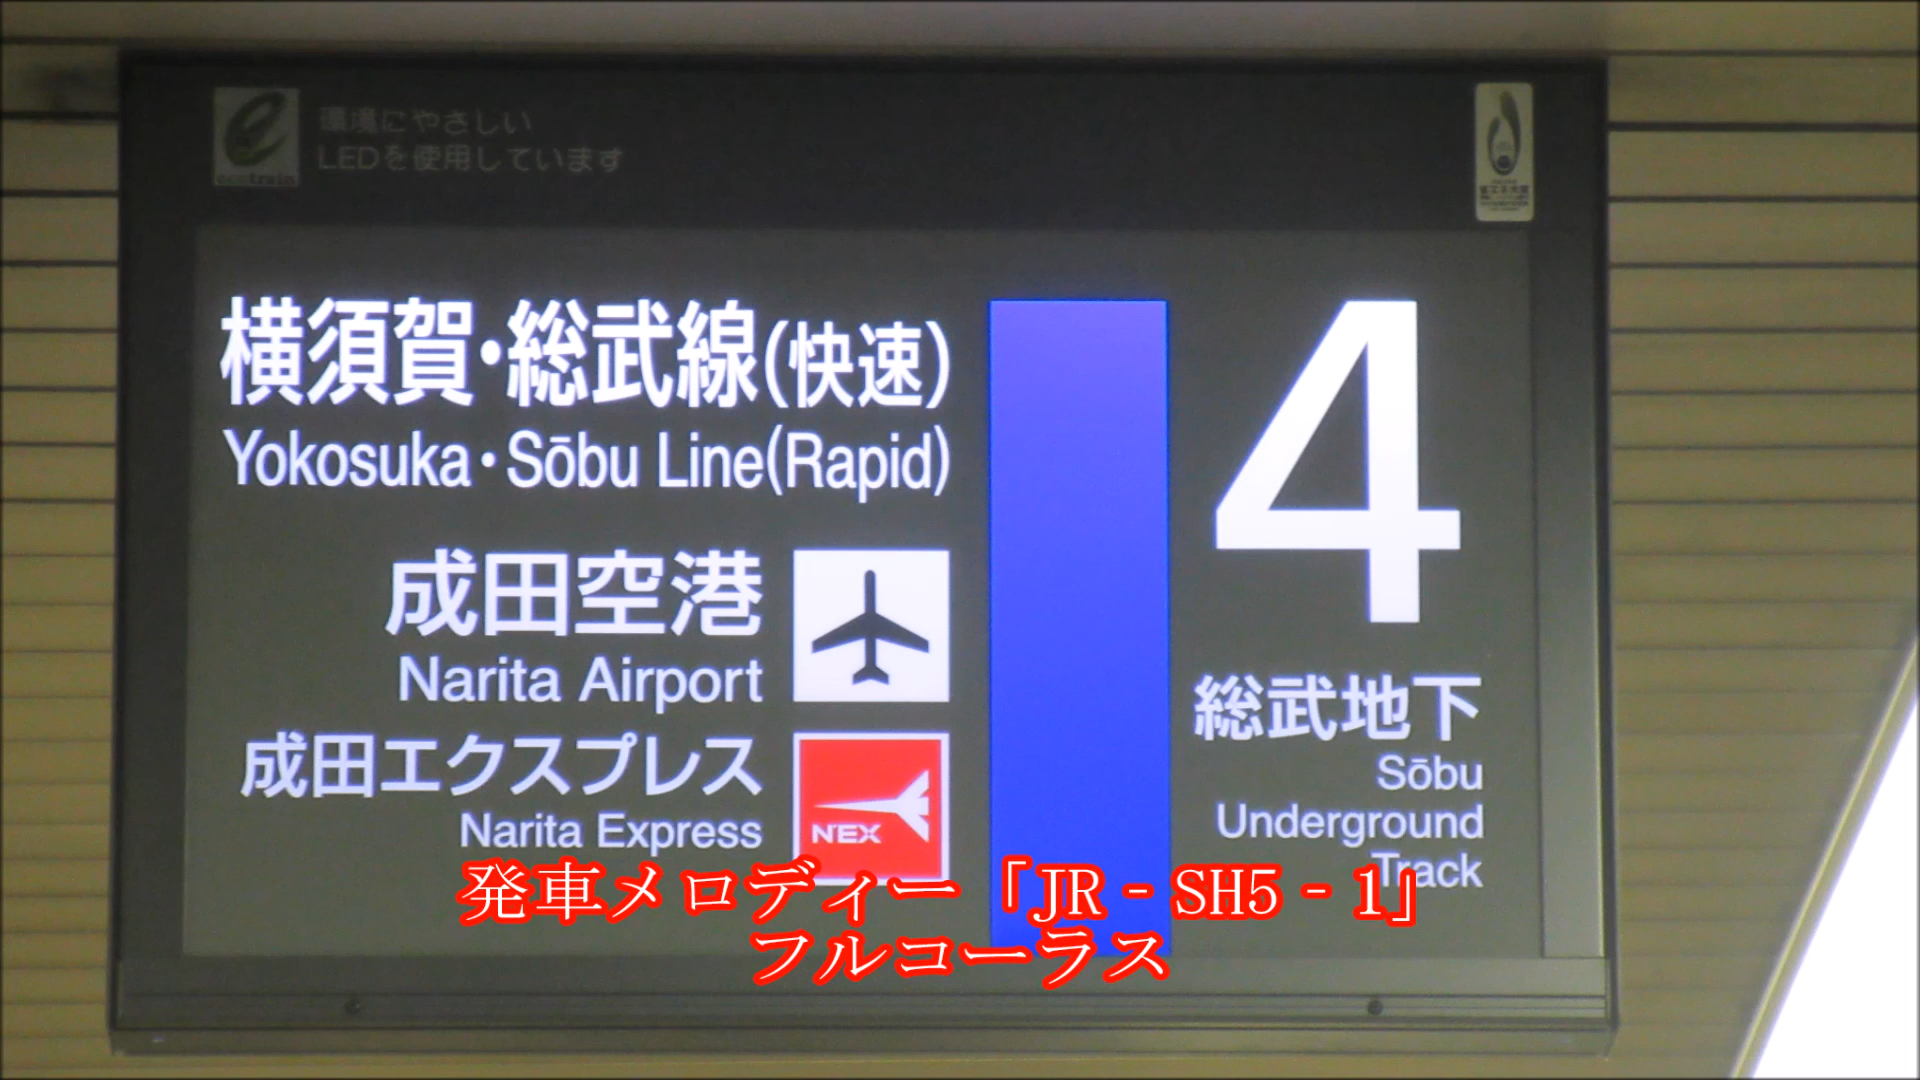 ecotrain
環境にやさしい
LEDを使用しています
横須賀・総武線(快速)
Yokosuka・Sōbu Line(Rapid)
成田空港
Narita Airport
成田エクスプレス
Narita Express
N'EX
4
総武地下
Sōbu
Underground
Track
発車メロディー「JR‐SH5‐1」
フルコーラス